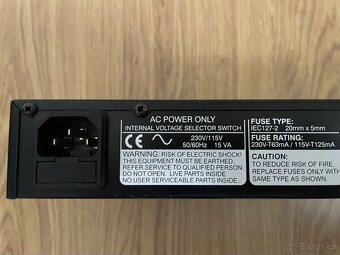 AC POWER ONLY
INTERNAL VOLTAGE SELECTOR SWITCH
CE
230V/115V
50/60Hz 15 VA
WARNING: RISK OF ELECTRIC SHOCK!
THIS EQUIPMENT MUST BE EARTHED.
REFER SERVICE TO QUALIFIED PERSON.
DO NOT OPEN. LIVE PARTS INSIDE
NO USER SERVICEABLE PARTS INSIDE.
FUSE TYPE:
IEC127-2 20mm x 5mm
FUSE RATING:
230V-T63mA / 115V-T125mA
CAUTION:
TO REDUCE RISK OF FIRE,
REPLACE FUSES ONLY WITH
SAME TYPE AS SHOWN.